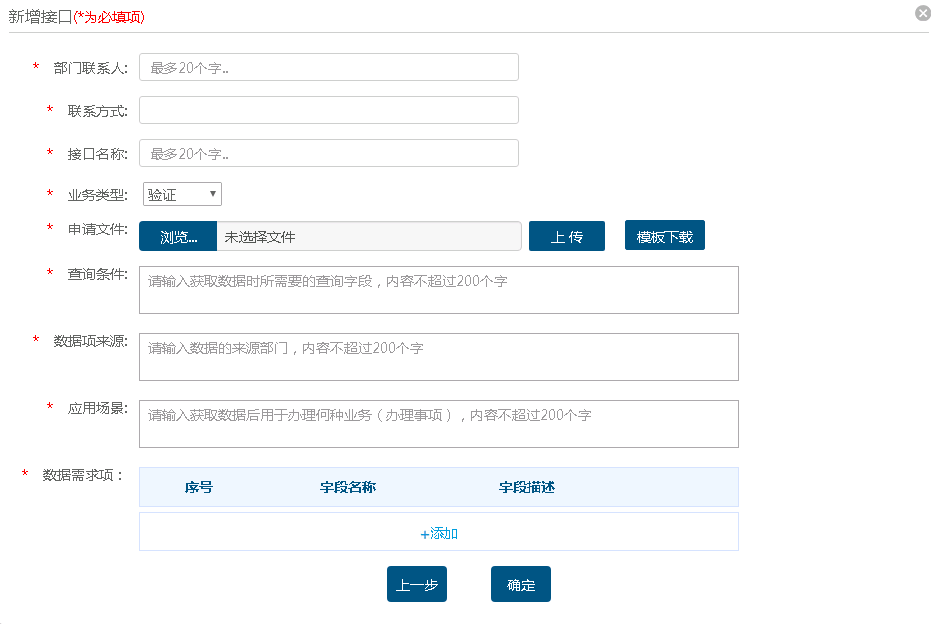 新增接口(*为必填项)
* 部门联系人: 最多20个字..
* 联系方式:
* 接口名称: 最多20个字..
* 业务类型: 验证
* 申请文件: 浏览... 未选择文件 上 传 模板下载
* 查询条件: 请输入获取数据时所需要的查询字段，内容不超过200个字
* 数据项来源: 请输入数据的来源部门，内容不超过200个字
* 应用场景: 请输入获取数据后用于办理何种业务（办理事项），内容不超过200个字
* 数据需求项： 序号 字段名称 字段描述
+添加
上一步 确定